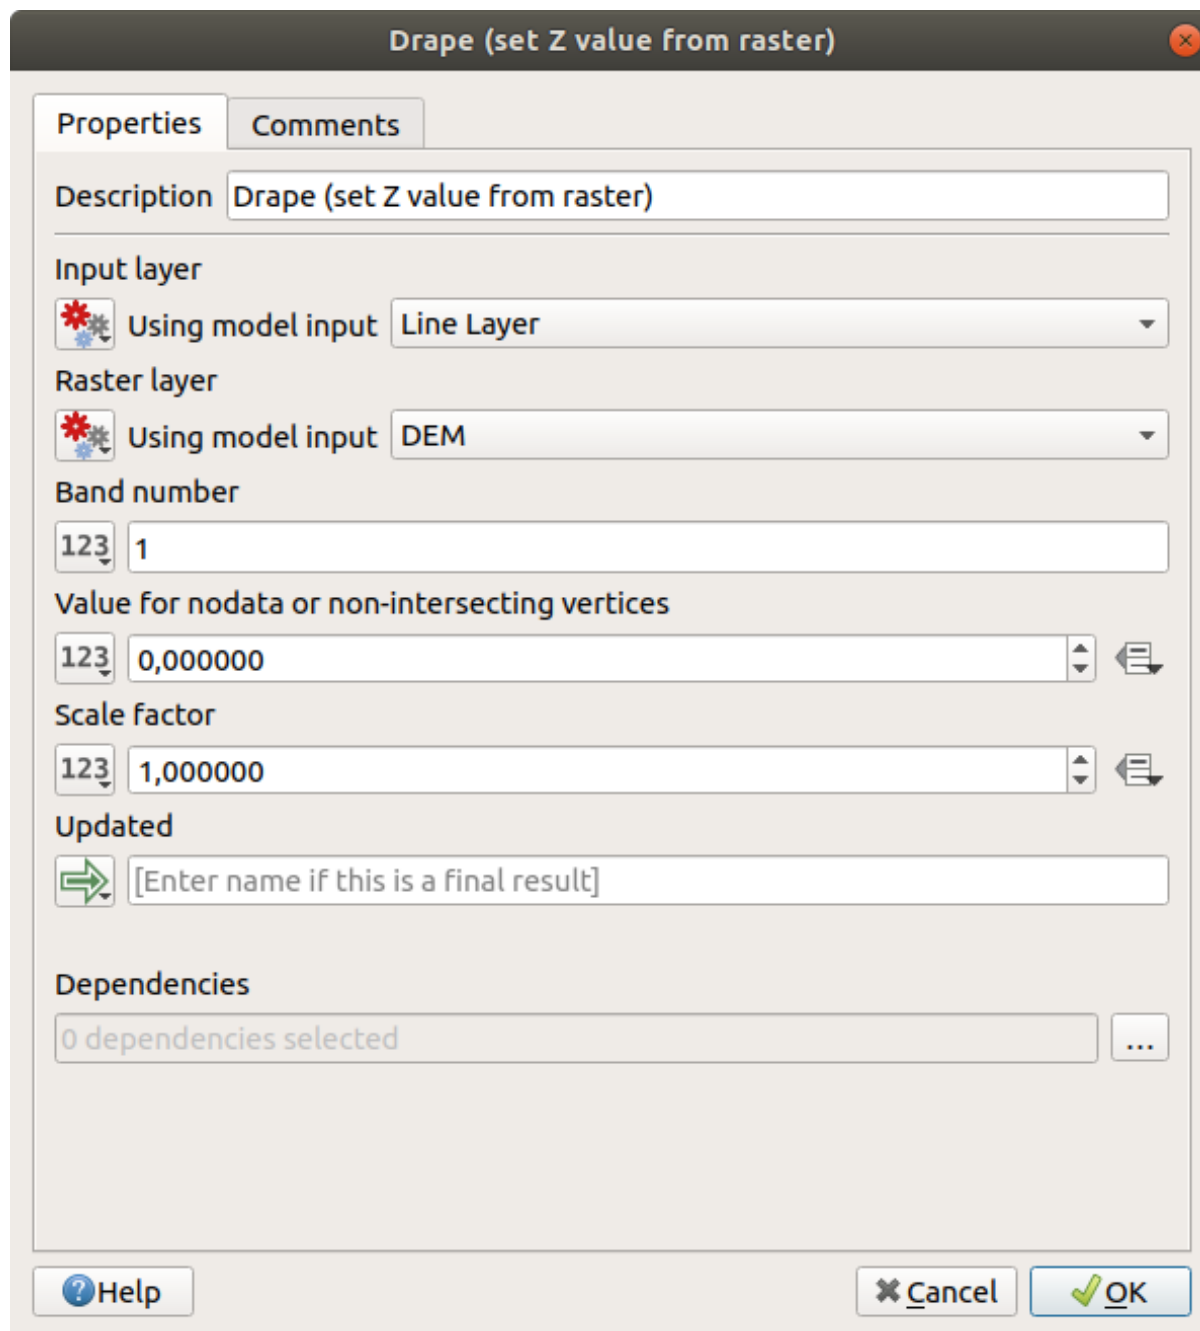 Drape (set Z value from raster)
Properties Comments
Description Drape (set Z value from raster)
Input layer
Using model input Line Layer
Raster layer
Using model input DEM
Band number
123 1
Value for nodata or non-intersecting vertices
123 0,000000
Scale factor
123 1,000000
Updated
[Enter name if this is a final result]
Dependencies
0 dependencies selected ...
Help Cancel OK